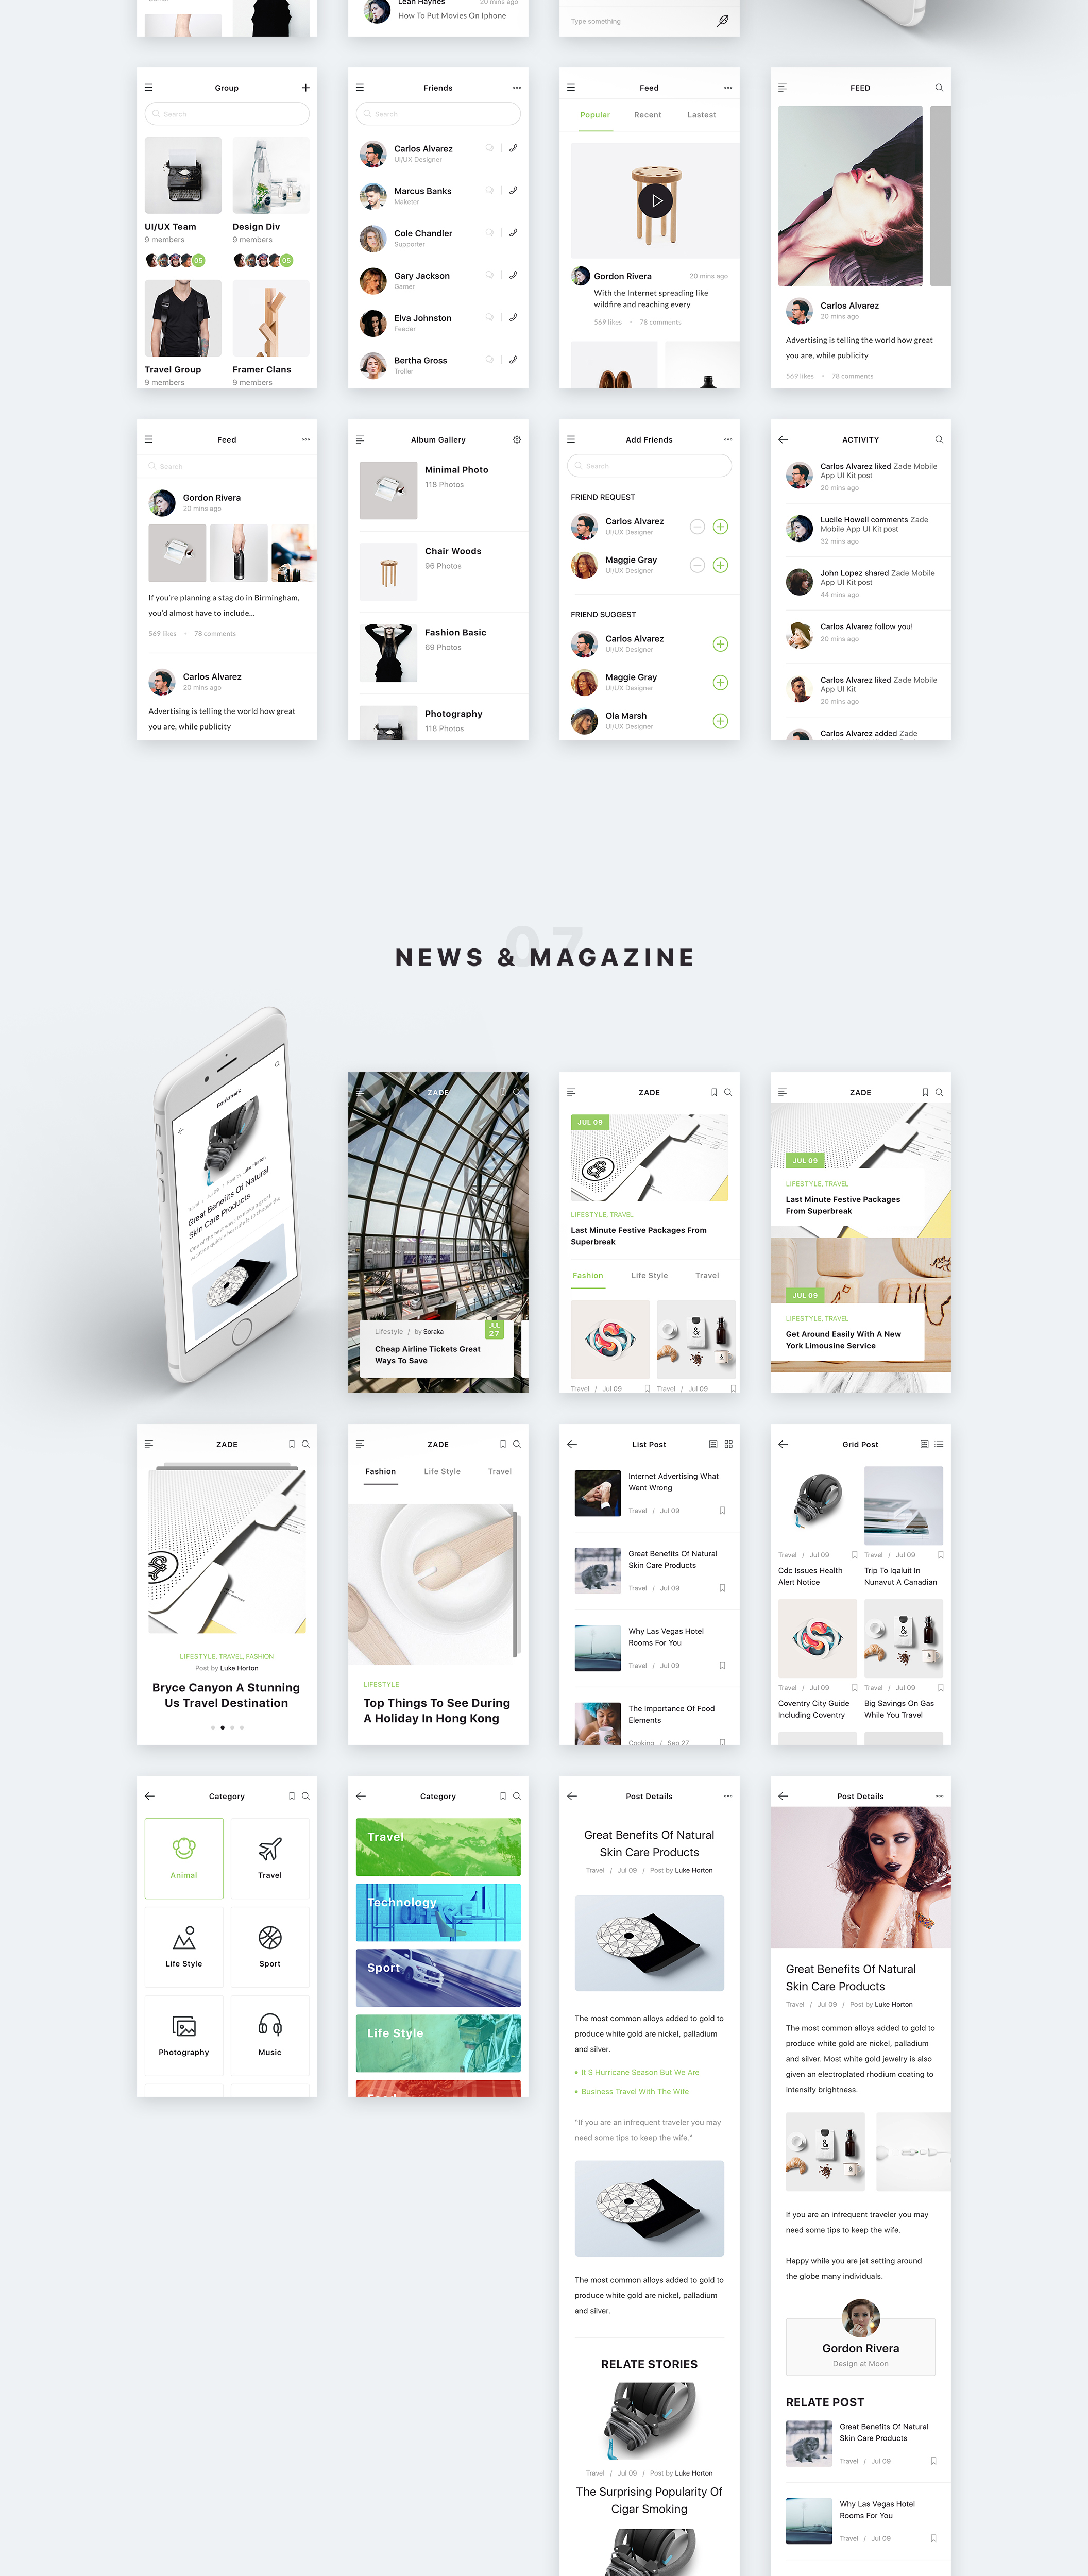 Leah Haynes
20 mins ago
How To Put Movies On Iphone
Type something
Group
Search
UI/UX Team
9 members
05
Design Div
9 members
05
Travel Group
9 members
Framer Clans
9 members
Friends
Search
Carlos Alvarez
UI/UX Designer
Marcus Banks
Maketer
Cole Chandler
Supporter
Gary Jackson
Gamer
Elva Johnston
Feeder
Bertha Gross
Troller
Feed
Popular
Recent
Lastest
Gordon Rivera
20 mins ago
With the Internet spreading like
wildfire and reaching every
569 likes • 78 comments
FEED
Carlos Alvarez
20 mins ago
Advertising is telling the world how great
you are, while publicity
569 likes • 78 comments
Feed
Search
Gordon Rivera
20 mins ago
If you're planning a stag do in Birmingham,
you'd almost have to include...
569 likes • 78 comments
Carlos Alvarez
20 mins ago
Advertising is telling the world how great
you are, while publicity
Album Gallery
Minimal Photo
118 Photos
Chair Woods
96 Photos
Fashion Basic
69 Photos
Photography
118 Photos
Add Friends
Search
FRIEND REQUEST
Carlos Alvarez
UI/UX Designer
Maggie Gray
UI/UX Designer
FRIEND SUGGEST
Carlos Alvarez
UI/UX Designer
Maggie Gray
UI/UX Designer
Ola Marsh
UI/UX Designer
ACTIVITY
Carlos Alvarez liked Zade Mobile
App UI Kit post
20 mins ago
Lucile Howell comments Zade
Mobile App UI Kit post
32 mins ago
John Lopez shared Zade Mobile
App UI Kit post
44 mins ago
Carlos Alvarez follow you!
20 mins ago
Carlos Alvarez liked Zade Mobile
App UI Kit
20 mins ago
Carlos Alvarez added Zade
07
NEWS & MAGAZINE
Bookmark
Travel / Jul 09 / Post by Luke Horton
Great Benefits Of Natural
Skin Care Products
One of the best ways to make a great
vacation quickly horrible is to choose the
ZADE
Lifestyle / by Soraka
JUL
27
Cheap Airline Tickets Great
Ways To Save
ZADE
JUL 09
LIFESTYLE, TRAVEL
Last Minute Festive Packages From
Superbreak
Fashion
Life Style
Travel
Travel / Jul 09
Travel / Jul 09
ZADE
JUL 09
LIFESTYLE, TRAVEL
Last Minute Festive Packages
From Superbreak
JUL 09
LIFESTYLE, TRAVEL
Get Around Easily With A New
York Limousine Service
ZADE
LIFESTYLE, TRAVEL, FASHION
Post by Luke Horton
Bryce Canyon A Stunning
Us Travel Destination
ZADE
Fashion
Life Style
Travel
LIFESTYLE
Top Things To See During
A Holiday In Hong Kong
List Post
Internet Advertising What
Went Wrong
Travel / Jul 09
Great Benefits Of Natural
Skin Care Products
Travel / Jul 09
Why Las Vegas Hotel
Rooms For You
Travel / Jul 09
The Importance Of Food
Elements
Cooking / Sep 27
Grid Post
Travel / Jul 09
Cdc Issues Health
Alert Notice
Travel / Jul 09
Trip To Iqaluit In
Nunavut A Canadian
Travel / Jul 09
Coventry City Guide
Including Coventry
Travel / Jul 09
Big Savings On Gas
While You Travel
Category
Animal
Travel
Life Style
Sport
Photography
Music
Category
Travel
Technology
Sport
Life Style
Food
Post Details
Great Benefits Of Natural
Skin Care Products
Travel / Jul 09 / Post by Luke Horton
The most common alloys added to gold to
produce white gold are nickel, palladium
and silver.
• It S Hurricane Season But We Are
• Business Travel With The Wife
"If you are an infrequent traveler you may
need some tips to keep the wife."
The most common alloys added to gold to
produce white gold are nickel, palladium
and silver.
RELATE STORIES
Travel / Jul 09 / Post by Luke Horton
The Surprising Popularity Of
Cigar Smoking
Post Details
Great Benefits Of Natural
Skin Care Products
Travel / Jul 09 / Post by Luke Horton
The most common alloys added to gold to
produce white gold are nickel, palladium
and silver. Most white gold jewelry is also
given an electroplated rhodium coating to
intensify brightness.
If you are an infrequent traveler you may
need some tips to keep the wife.
Happy while you are jet setting around
the globe many individuals.
Gordon Rivera
Design at Moon
RELATE POST
Great Benefits Of Natural
Skin Care Products
Travel / Jul 09
Why Las Vegas Hotel
Rooms For You
Travel / Jul 09